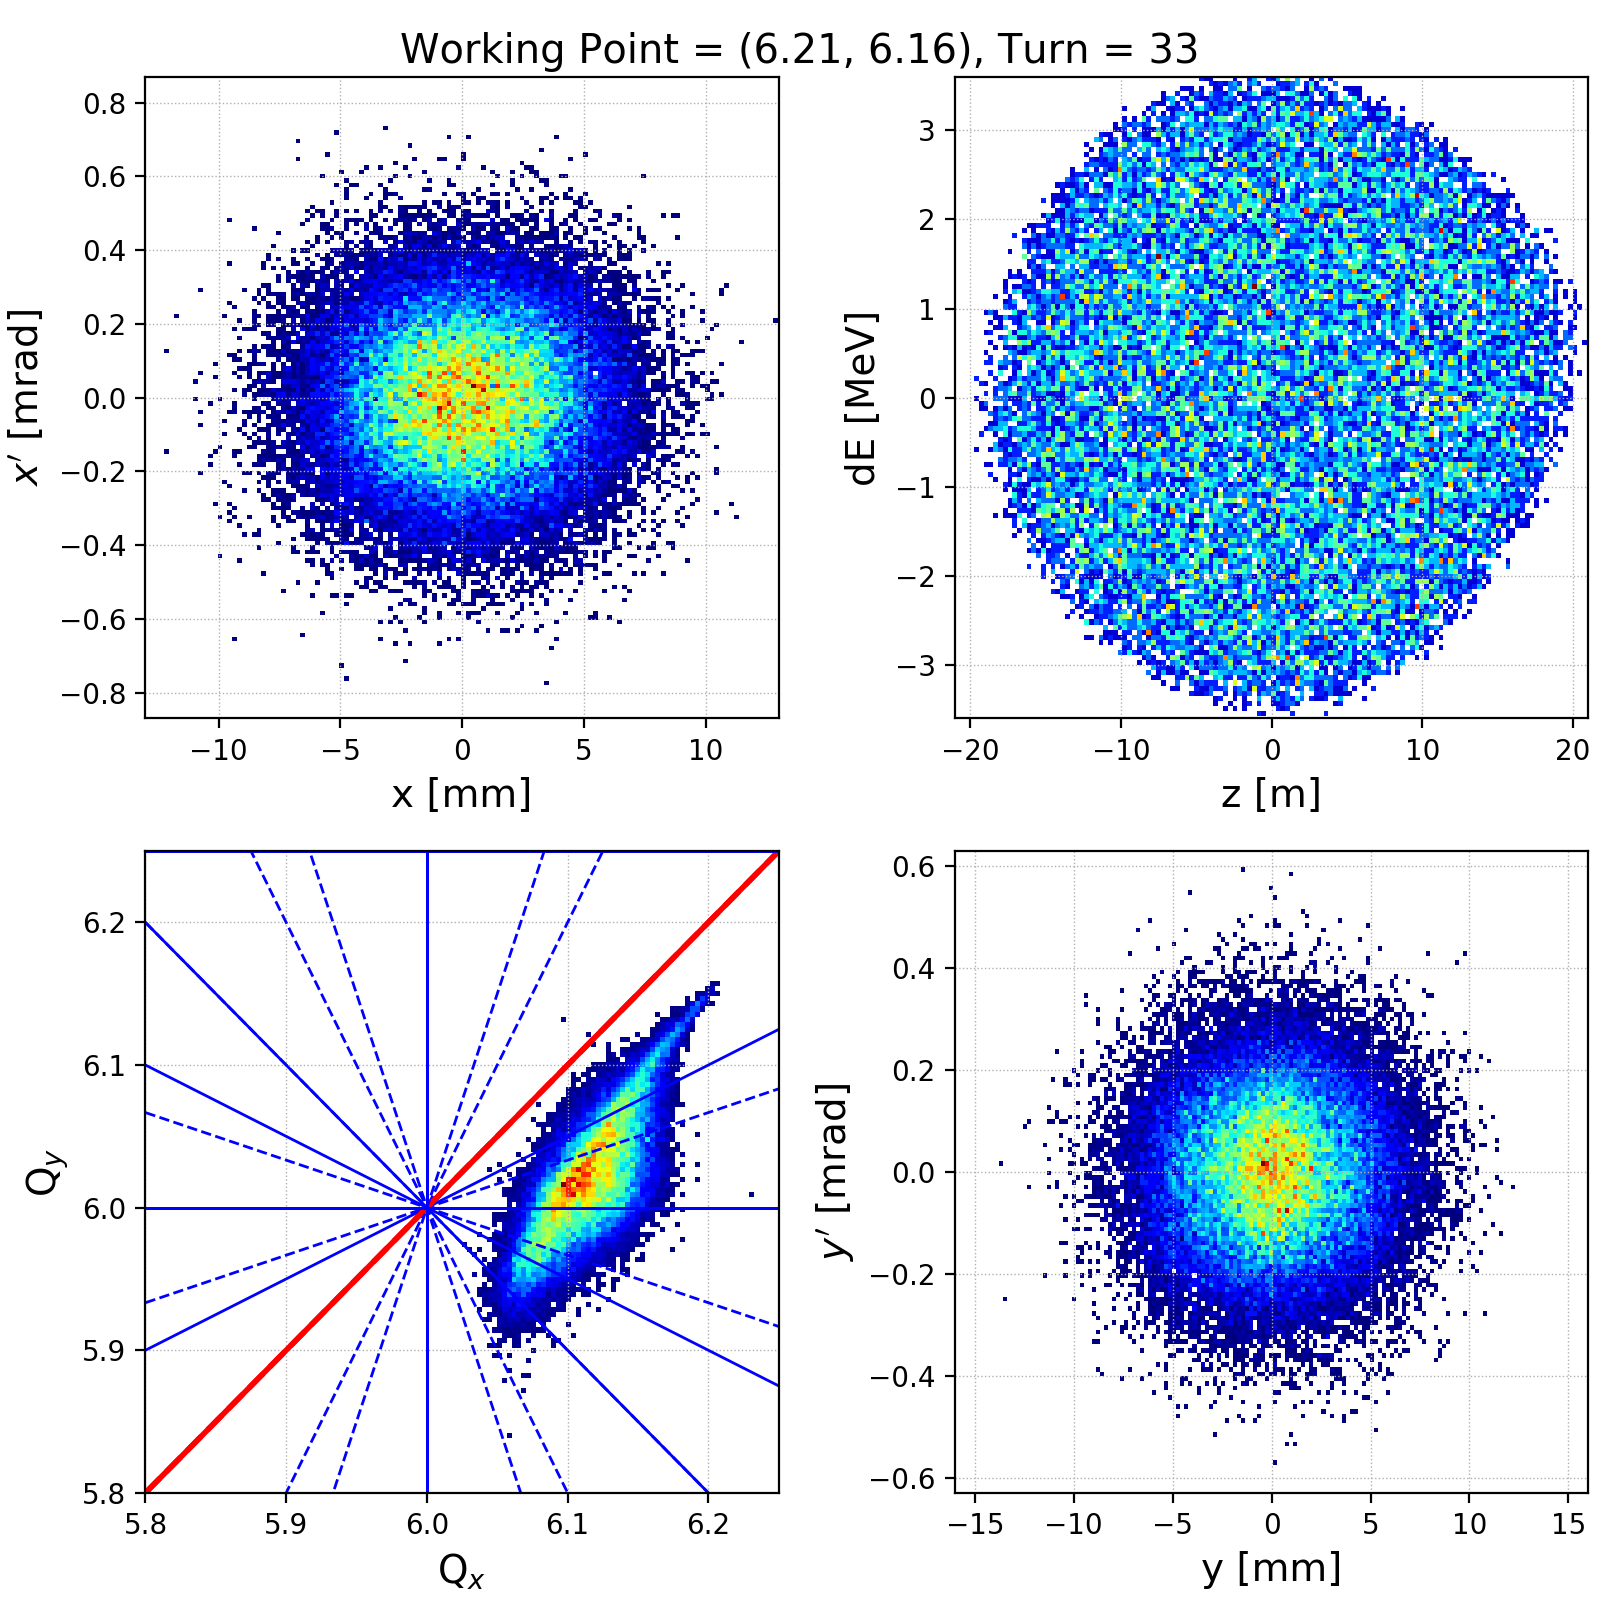 Working Point = (6.21, 6.16), Turn = 33
0.8
0.6
0.4
0.2
0.0
−0.2
−0.4
−0.6
−0.8
x′ [mrad]
−10 −5 0 5 10
x [mm]
3
2
1
0
−1
−2
−3
dE [MeV]
−20 −10 0 10 20
z [m]
6.2
6.1
6.0
5.9
5.8
Qy
5.8 5.9 6.0 6.1 6.2
Qx
0.6
0.4
0.2
0.0
−0.2
−0.4
−0.6
y′ [mrad]
−15 −10 −5 0 5 10 15
y [mm]